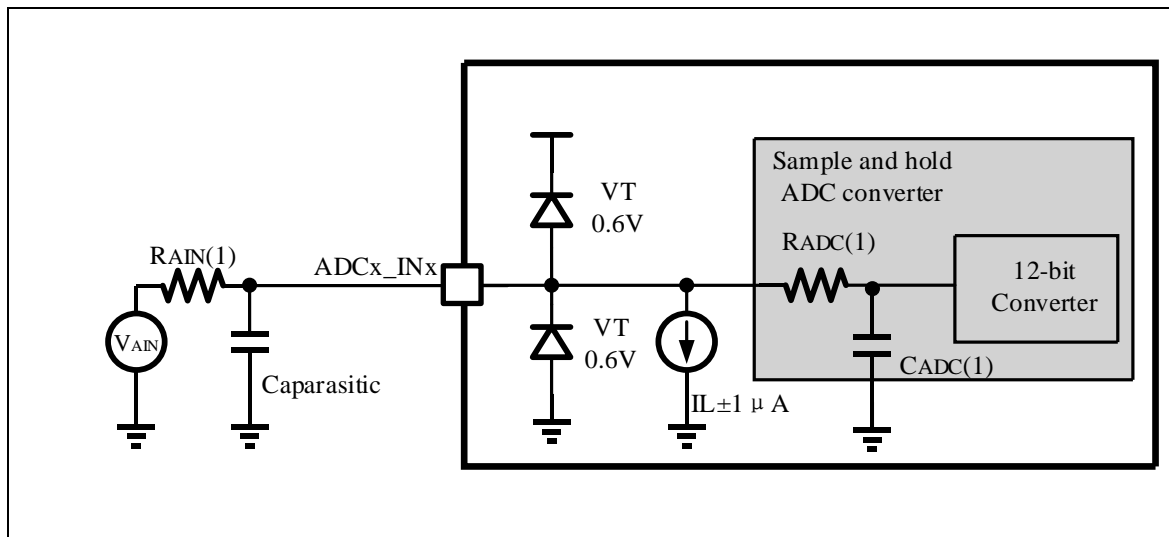 Sample and hold
ADC converter
VT
0.6V
RAIN(1)
ADCx_INx
RADC(1)
12-bit
Converter
VAIN
VT
0.6V
Caparasitic
CADC(1)
IL±1 μA